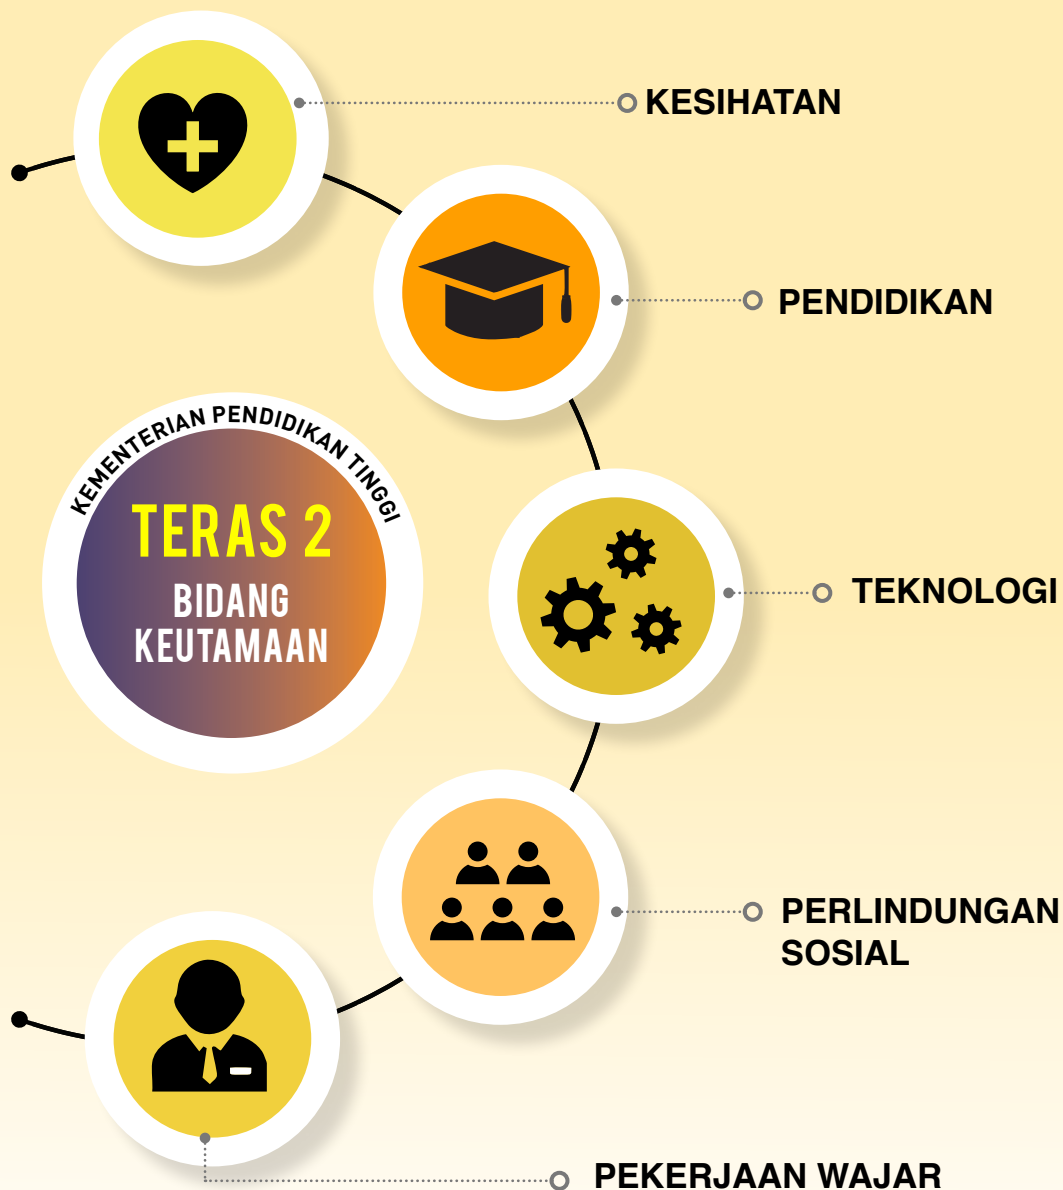 KESIHATAN
PENDIDIKAN
KEMENTERIAN PENDIDIKAN TINGGI
TERAS 2
BIDANG
KEUTAMAAN
TEKNOLOGI
PERLINDUNGAN
SOSIAL
PEKERJAAN WAJAR